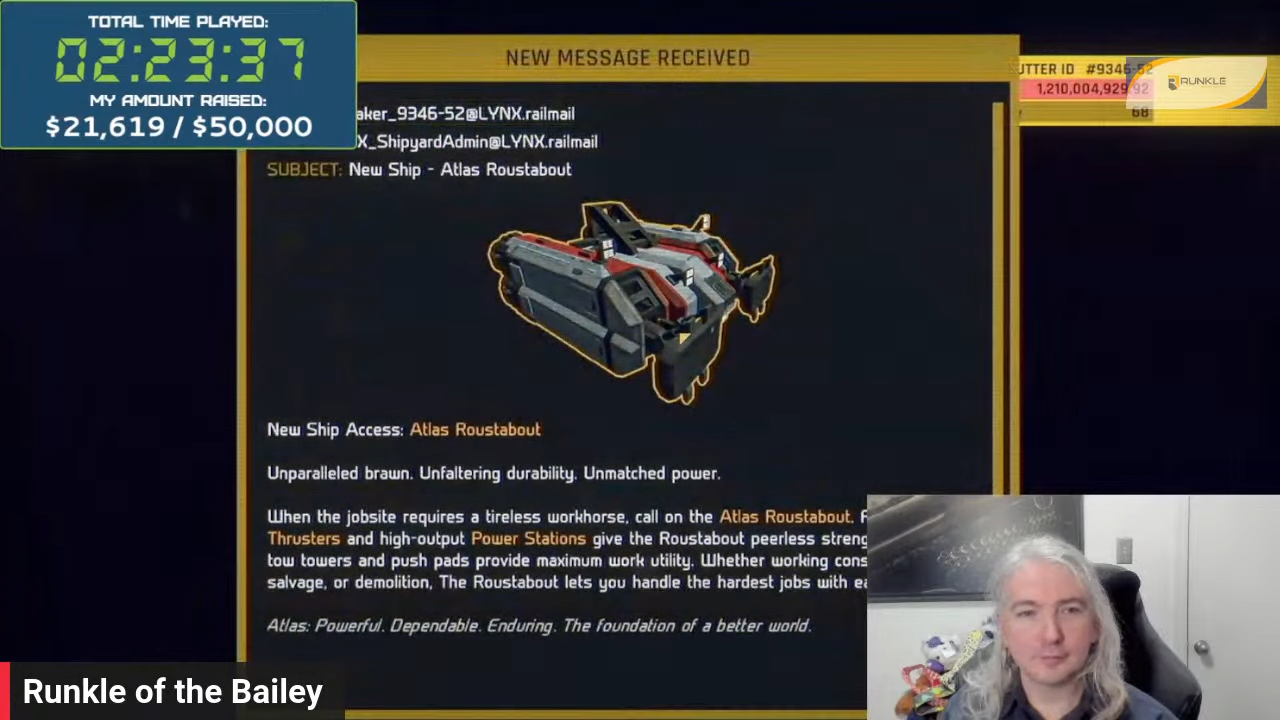 TOTAL TIME PLAYED:
02:23:37
MY AMOUNT RAISED:
$21,619 / $50,000
NEW MESSAGE RECEIVED
ID #9346-52
1,210,004,929.92
68
RUNKLE
aker_9346-52@LYNX.railmail
X_ShipyardAdmin@LYNX.railmail
SUBJECT: New Ship - Atlas Roustabout
New Ship Access: Atlas Roustabout
Unparalleled brawn. Unfaltering durability. Unmatched power.
When the jobsite requires a tireless workhorse, call on the Atlas Roustabout.
Thrusters and high-output Power Stations give the Roustabout peerless streng
tow towers and push pads provide maximum work utility. Whether working cons
salvage, or demolition, The Roustabout lets you handle the hardest jobs with ea
Atlas: Powerful. Dependable. Enduring. The foundation of a better world.
Runkle of the Bailey